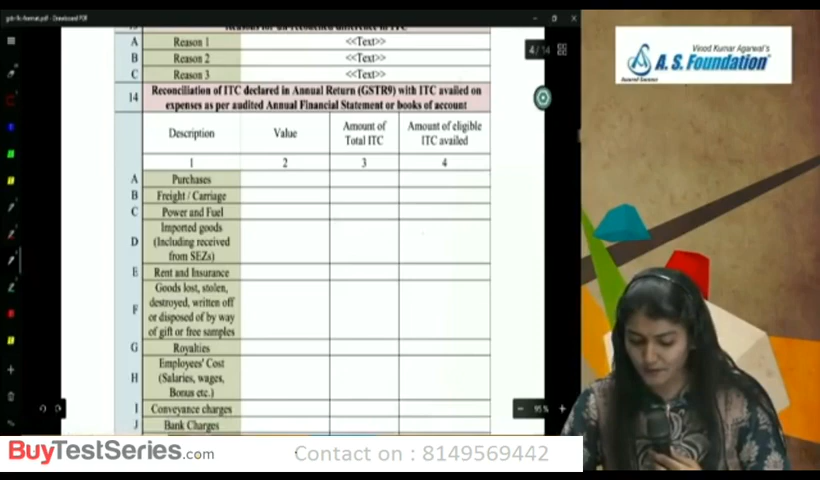 gstr-9c-format.pdf - Drawboard PDF
A Reason 1 <<Text>>
B Reason 2 <<Text>>
C Reason 3 <<Text>>
14 Reconciliation of ITC declared in Annual Return (GSTR9) with ITC availed on
expenses as per audited Annual Financial Statement or books of account
Description Value Amount of Total ITC Amount of eligible ITC availed
1 2 3 4
A Purchases
B Freight / Carriage
C Power and Fuel
D Imported goods
(Including received
from SEZs)
E Rent and Insurance
F Goods lost, stolen,
destroyed, written off
or disposed of by way
of gift or free samples
G Royalties
H Employees' Cost
(Salaries, wages,
Bonus etc.)
I Conveyance charges
J Bank Charges
4 / 14
95%
Vinod Kumar Agarwal's
A. S. Foundation
BuyTestSeries.com
Contact on : 8149569442